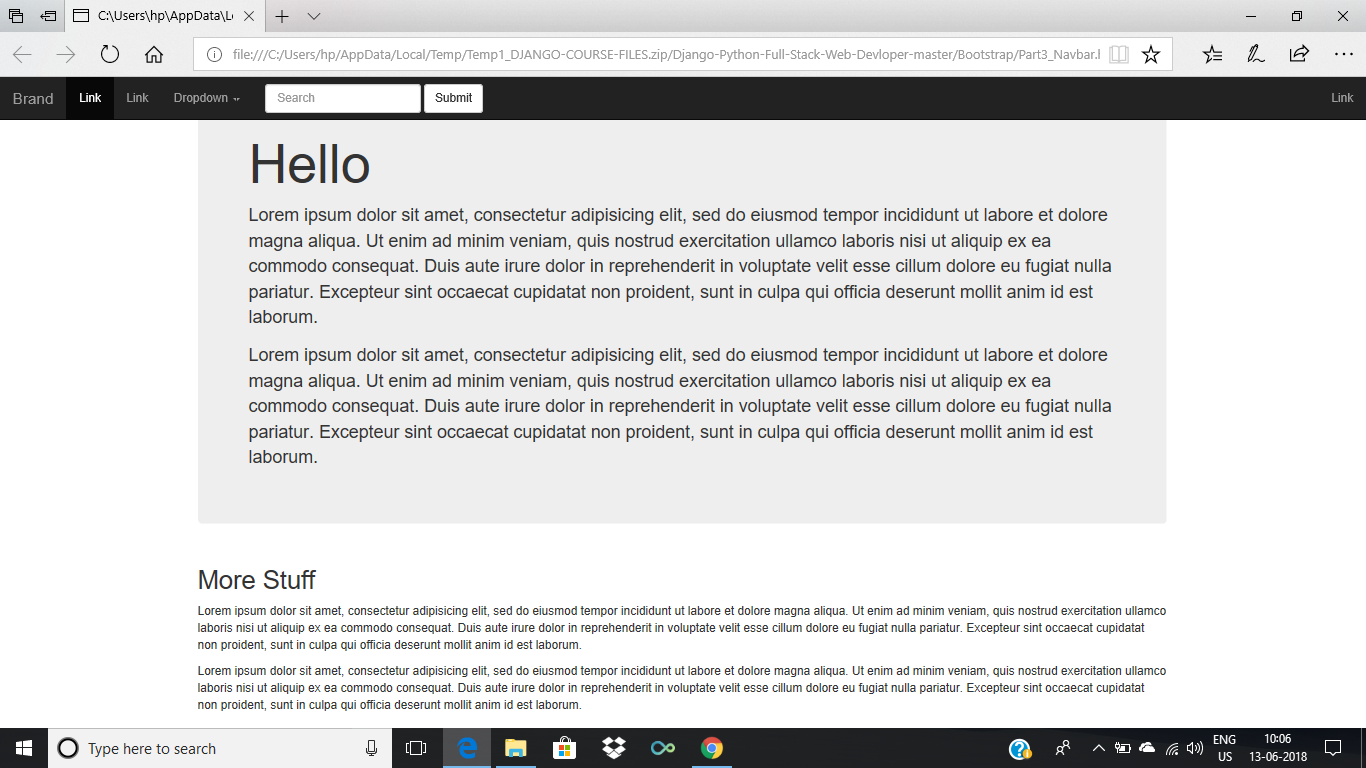 C:\Users\hp\AppData\Lo
file:///C:/Users/hp/AppData/Local/Temp/Temp1_DJANGO-COURSE-FILES.zip/Django-Python-Full-Stack-Web-Devloper-master/Bootstrap/Part3_Navbar.h
Brand Link Link Dropdown Search Submit Link
Hello
Lorem ipsum dolor sit amet, consectetur adipisicing elit, sed do eiusmod tempor incididunt ut labore et dolore
magna aliqua. Ut enim ad minim veniam, quis nostrud exercitation ullamco laboris nisi ut aliquip ex ea
commodo consequat. Duis aute irure dolor in reprehenderit in voluptate velit esse cillum dolore eu fugiat nulla
pariatur. Excepteur sint occaecat cupidatat non proident, sunt in culpa qui officia deserunt mollit anim id est
laborum.
Lorem ipsum dolor sit amet, consectetur adipisicing elit, sed do eiusmod tempor incididunt ut labore et dolore
magna aliqua. Ut enim ad minim veniam, quis nostrud exercitation ullamco laboris nisi ut aliquip ex ea
commodo consequat. Duis aute irure dolor in reprehenderit in voluptate velit esse cillum dolore eu fugiat nulla
pariatur. Excepteur sint occaecat cupidatat non proident, sunt in culpa qui officia deserunt mollit anim id est
laborum.
More Stuff
Lorem ipsum dolor sit amet, consectetur adipisicing elit, sed do eiusmod tempor incididunt ut labore et dolore magna aliqua. Ut enim ad minim veniam, quis nostrud exercitation ullamco
laboris nisi ut aliquip ex ea commodo consequat. Duis aute irure dolor in reprehenderit in voluptate velit esse cillum dolore eu fugiat nulla pariatur. Excepteur sint occaecat cupidatat
non proident, sunt in culpa qui officia deserunt mollit anim id est laborum.
Lorem ipsum dolor sit amet, consectetur adipisicing elit, sed do eiusmod tempor incididunt ut labore et dolore magna aliqua. Ut enim ad minim veniam, quis nostrud exercitation ullamco
laboris nisi ut aliquip ex ea commodo consequat. Duis aute irure dolor in reprehenderit in voluptate velit esse cillum dolore eu fugiat nulla pariatur. Excepteur sint occaecat cupidatat
non proident, sunt in culpa qui officia deserunt mollit anim id est laborum.
Type here to search
ENG
US
10:06
13-06-2018